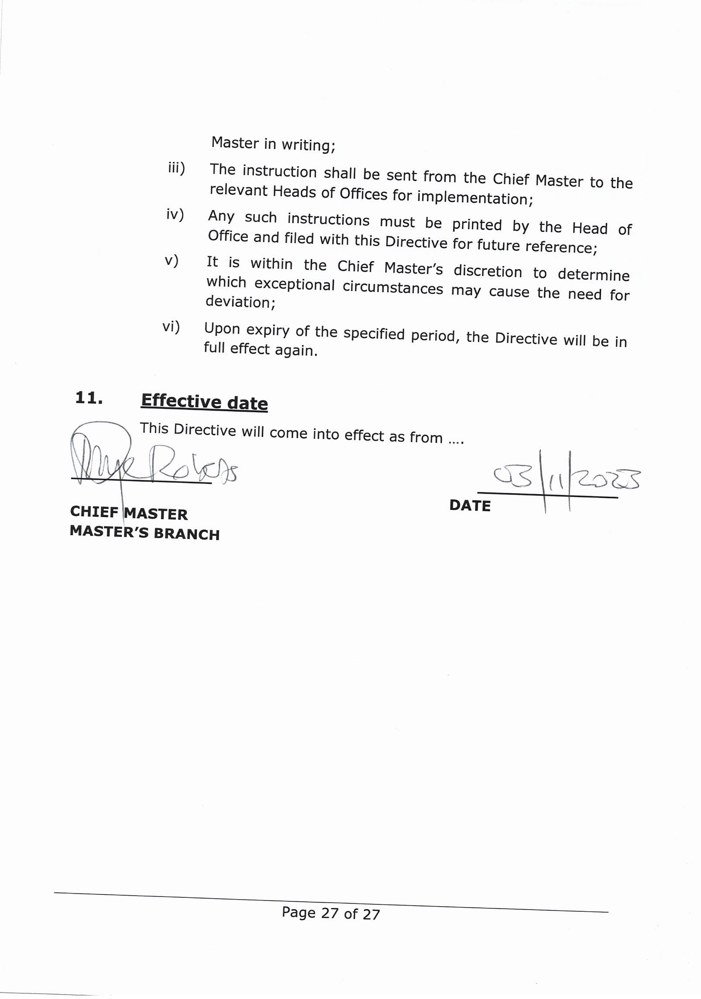 Master in writing;
iii) The instruction shall be sent from the Chief Master to the
relevant Heads of Offices for implementation;
iv) Any such instructions must be printed by the Head of
Office and filed with this Directive for future reference;
v) It is within the Chief Master’s discretion to determine
which exceptional circumstances may cause the need for
deviation;
vi) Upon expiry of the specified period, the Directive will be in
full effect again.
11. Effective date
This Directive will come into effect as from ….
03/11/2023
DATE
CHIEF MASTER
MASTER’S BRANCH
Page 27 of 27